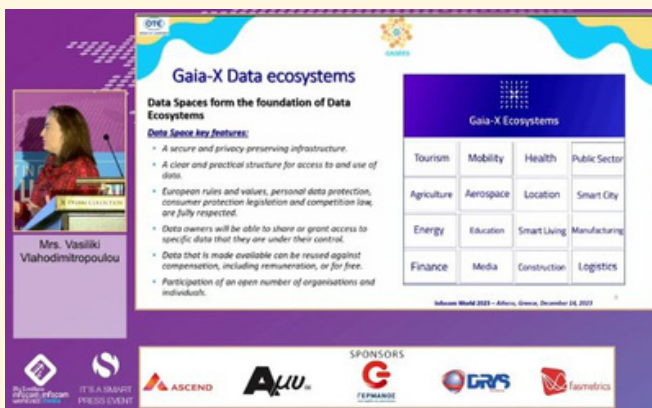 OTE
Gaia-X Data ecosystems
Data Spaces form the foundation of Data
Ecosystems
Data Space key features:
• A secure and privacy-preserving infrastructure.
• A clear and practical structure for access to and use of
data.
• European rules and values, personal data protection,
consumer protection legislation and competition law,
are fully respected.
• Data owners will be able to share or grant access to
specific data that they are under their control.
• Data that is made available can be reused against
compensation, including remuneration, or for free.
• Participation of an open number of organisations and
individuals.
Gaia-X Ecosystems
Tourism Mobility Health Public Sector
Agriculture Aerospace Location Smart City
Energy Education Smart Living Manufacturing
Finance Media Construction Logistics
Infocom World 2023 – Athens, Greece, December 14, 2023
Mrs. Vasiliki
Vlahodimitropoulou
IT'S A SMART
PRESS EVENT
SPONSORS
ASCEND
ΓΕΡΜΑΝΟΣ
fasmetrics